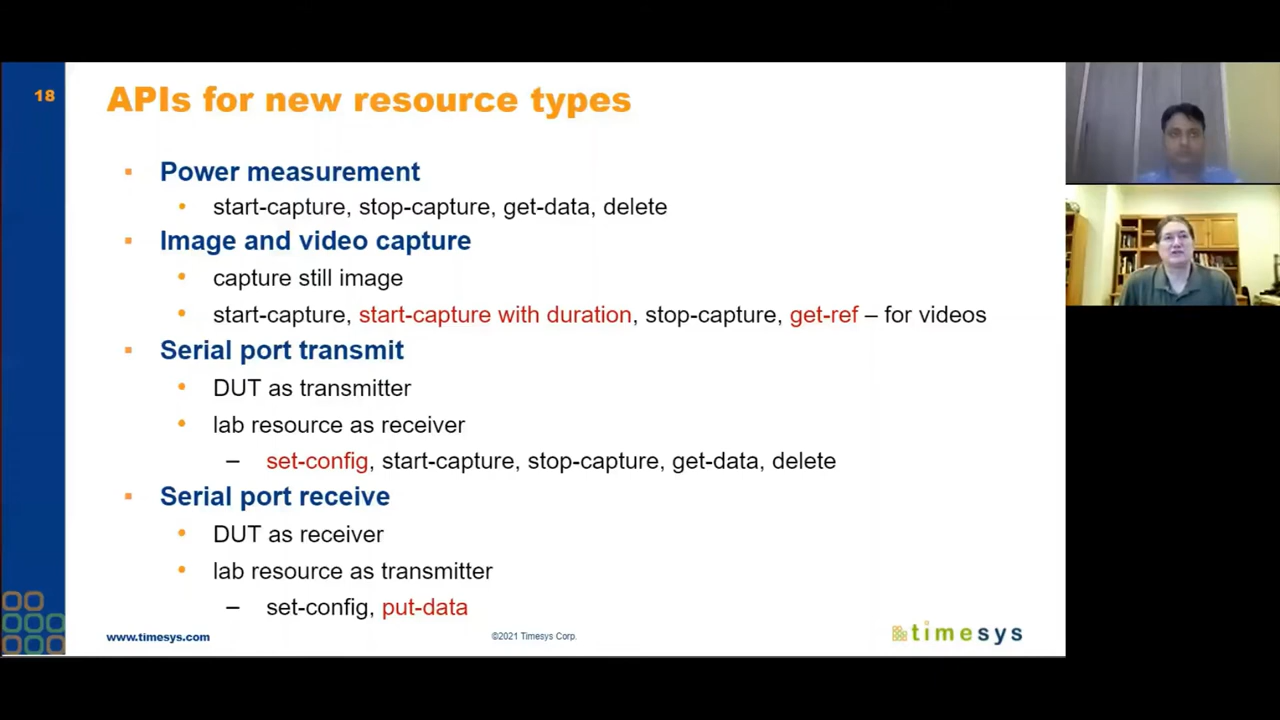 18
APIs for new resource types
Power measurement
start-capture, stop-capture, get-data, delete
Image and video capture
capture still image
start-capture, start-capture with duration, stop-capture, get-ref – for videos
Serial port transmit
DUT as transmitter
lab resource as receiver
– set-config, start-capture, stop-capture, get-data, delete
Serial port receive
DUT as receiver
lab resource as transmitter
– set-config, put-data
www.timesys.com
©2021 Timesys Corp.
timesys